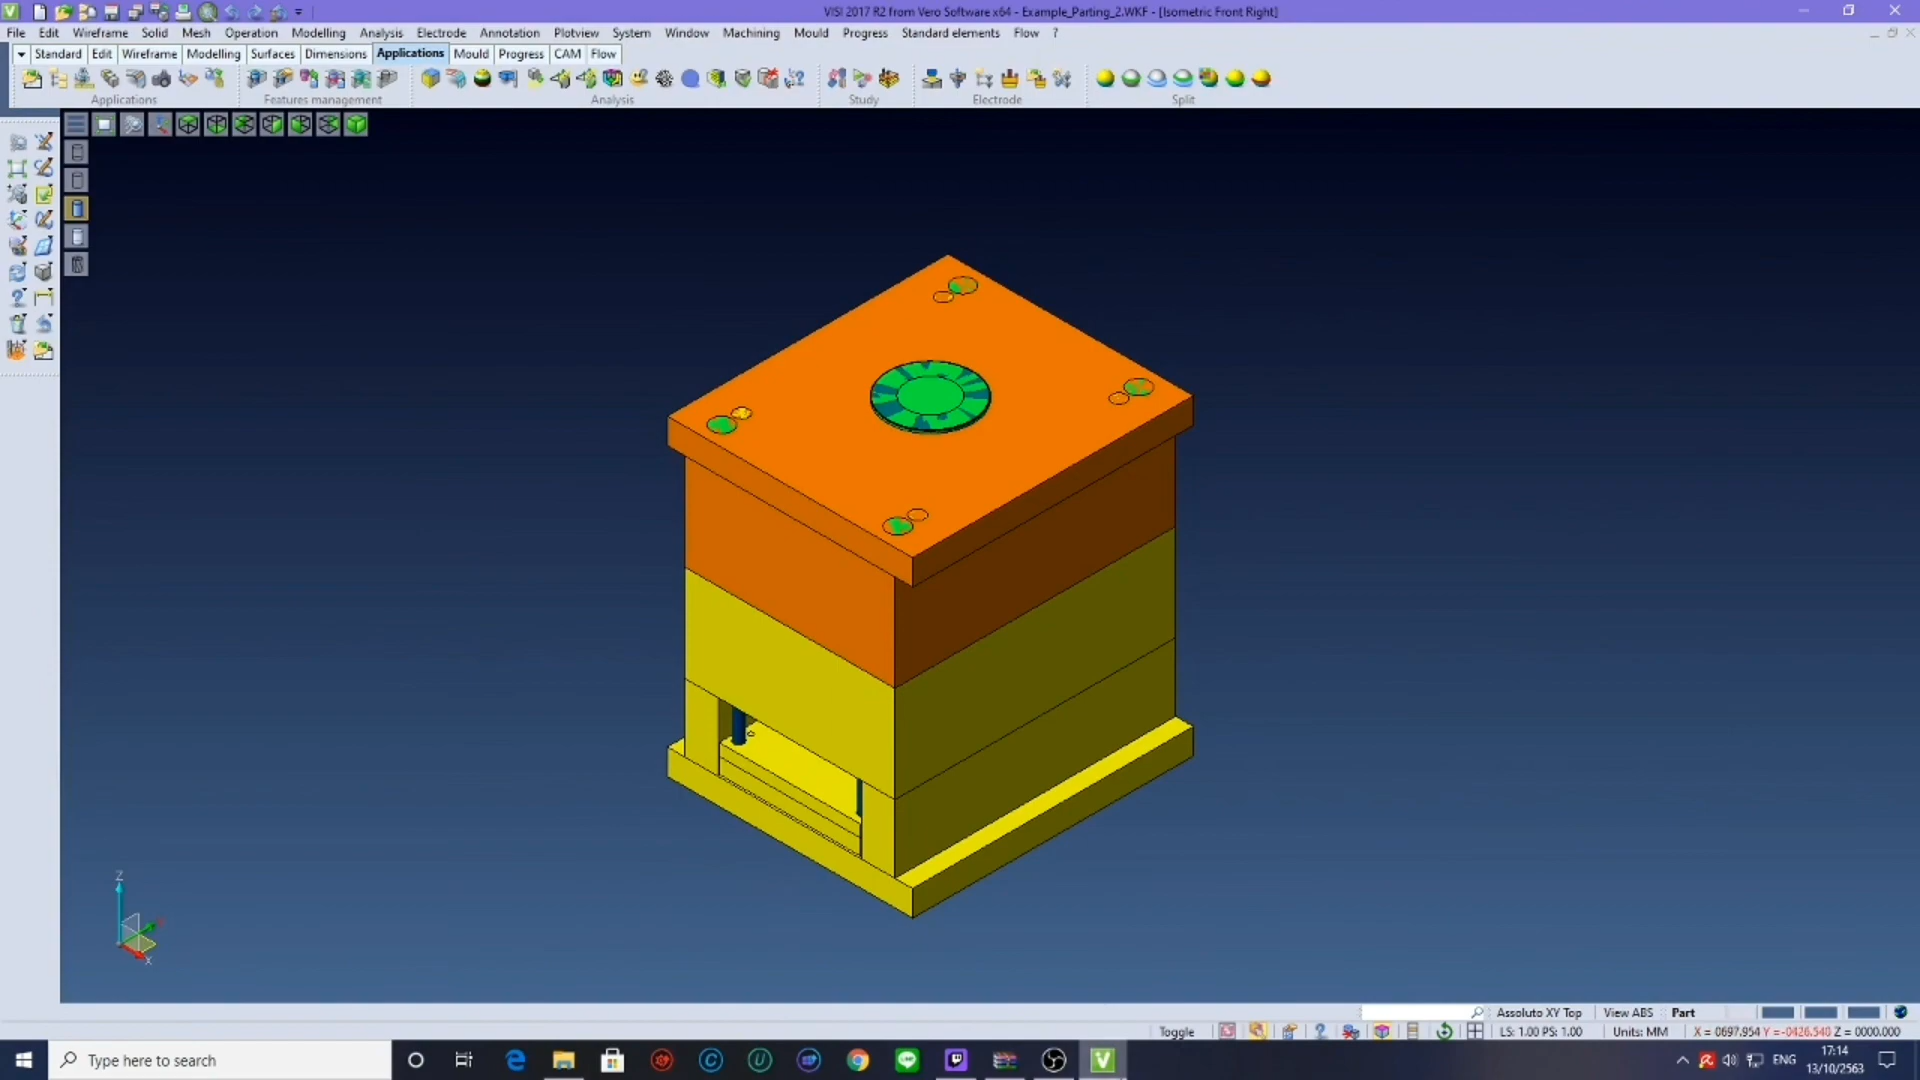 VISI 2017 R2 from Vero Software x64 - Example_Parting_2.WKF - [Isometric Front Right]
File Edit Wireframe Solid Mesh Operation Modelling Analysis Electrode Annotation Plotview System Window Machining Mould Progress Standard elements Flow ?
Standard Edit Wireframe Modelling Surfaces Dimensions Applications Mould Progress CAM Flow
Applications Features management Analysis Study Electrode Split
Z
X
Assoluto XY Top View ABS Part
Toggle LS: 1.00 PS: 1.00 Units: MM X = 0697.954 Y =-0426.540 Z = 0000.000
Type here to search
ENG
17:14
13/10/2563